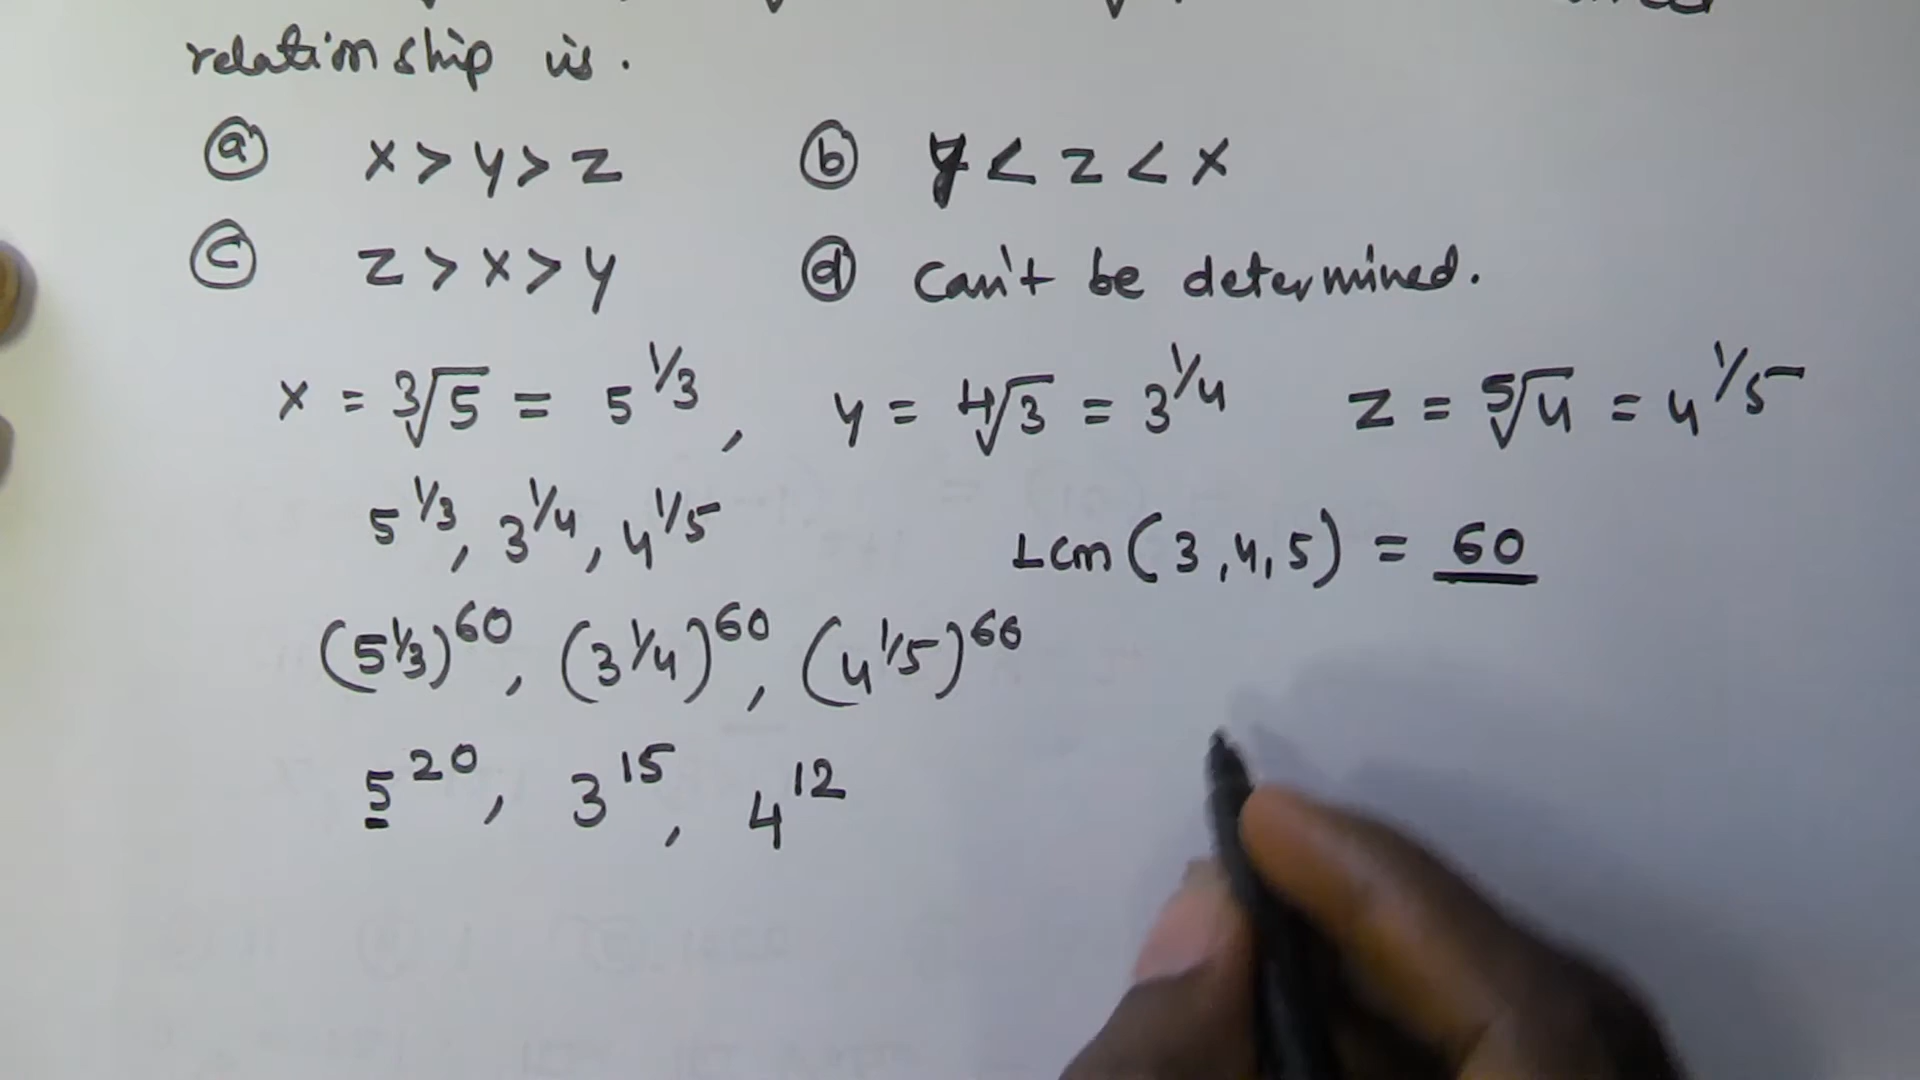 relationship is.
ⓐ x > y > z ⓑ y < z < x
ⓒ z > x > y ⓓ can't be determined.
x = ∛5 = 5^1/3, y = ∜3 = 3^1/4 z = ⁵√4 = 4^1/5
5^1/3, 3^1/4, 4^1/5 Lcm (3,4,5) = 60
(5^1/3)^60, (3^1/4)^60, (4^1/5)^60
5^20, 3^15, 4^12